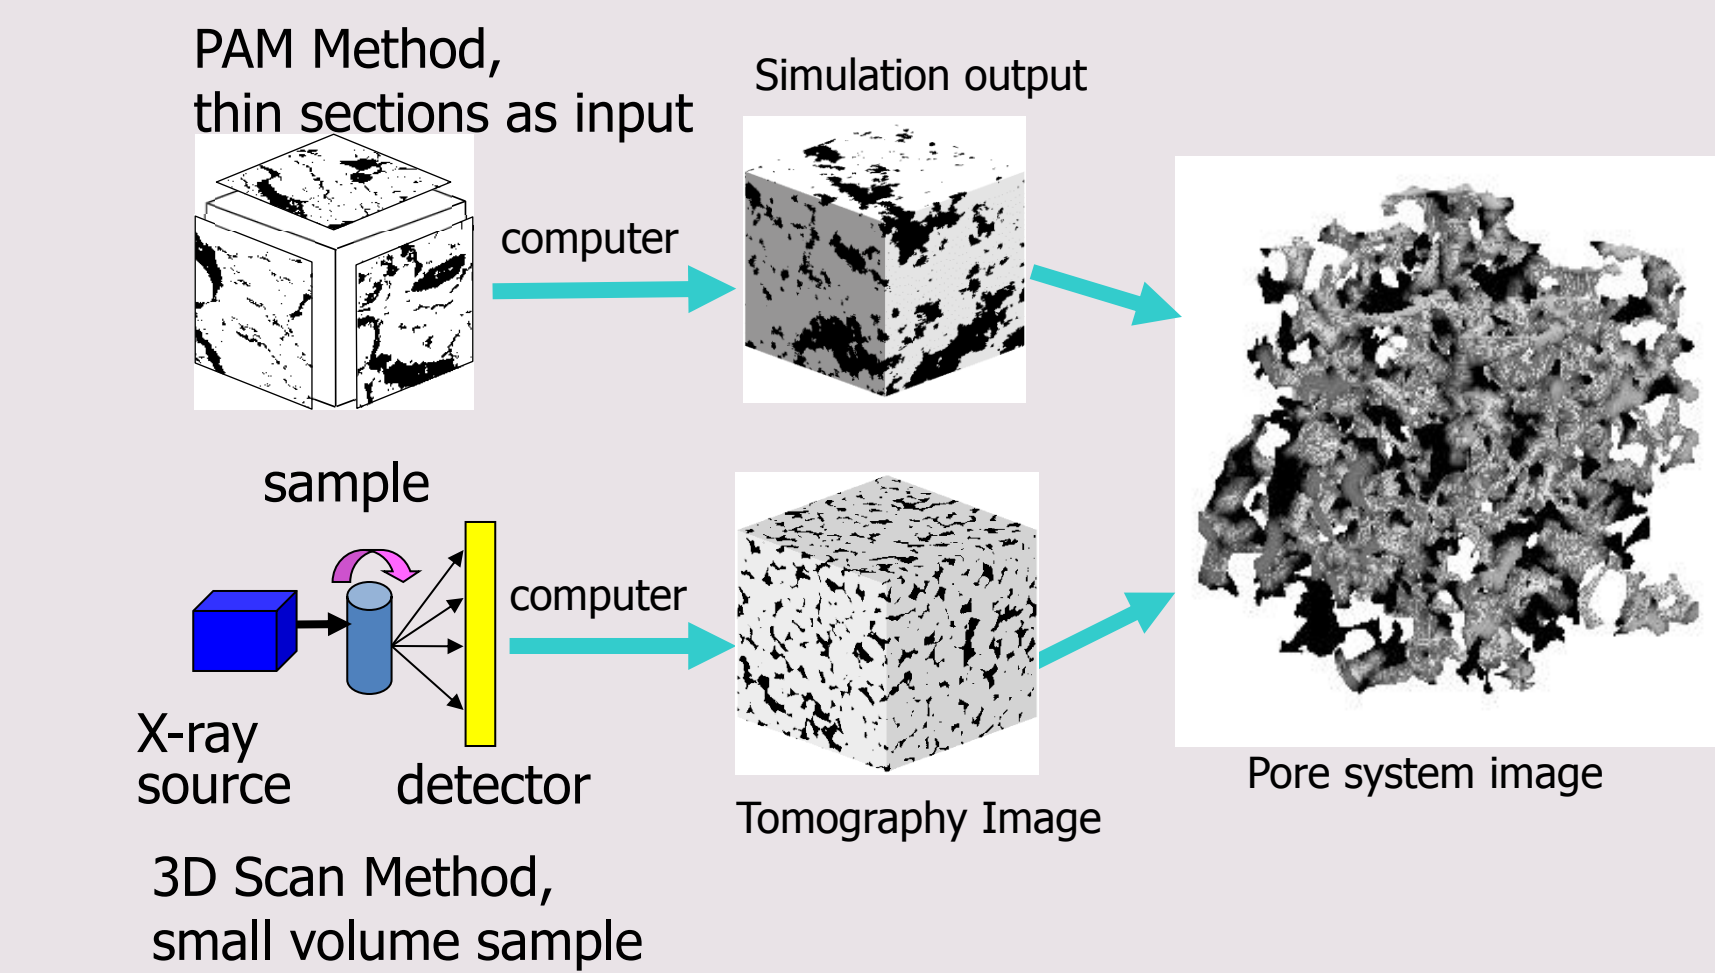 PAM Method,
thin sections as input
Simulation output
computer
sample
computer
X-ray
source
detector
Tomography Image
Pore system image
3D Scan Method,
small volume sample